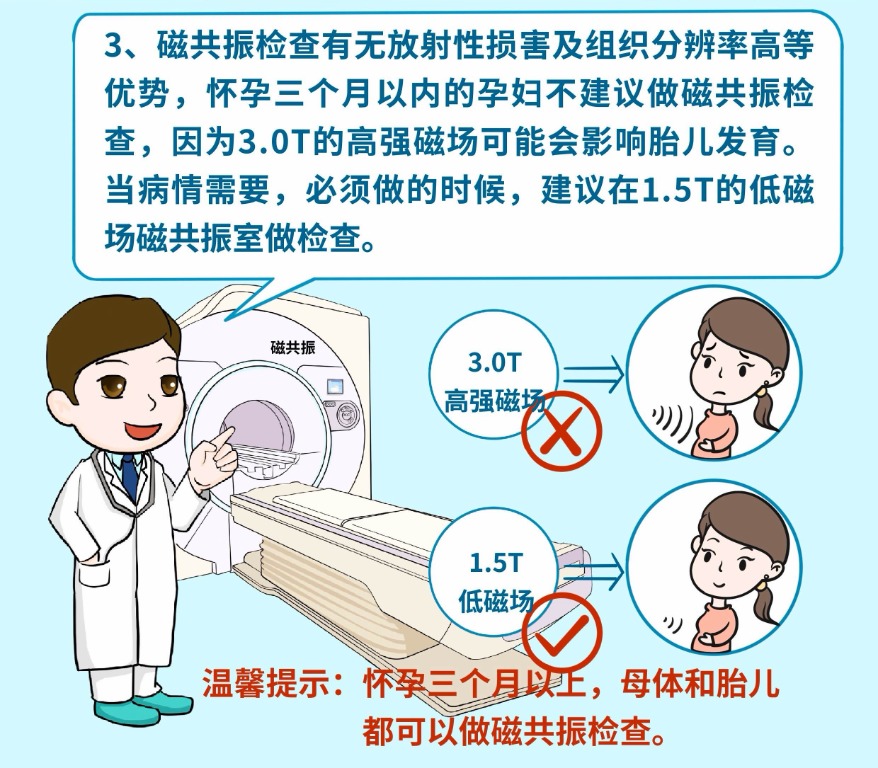 3、磁共振检查有无放射性损害及组织分辨率高等
优势，怀孕三个月以内的孕妇不建议做磁共振检
查，因为3.0T的高强磁场可能会影响胎儿发育。
当病情需要，必须做的时候，建议在1.5T的低磁
场磁共振室做检查。
磁共振
3.0T
高强磁场
1.5T
低磁场
温馨提示：怀孕三个月以上，母体和胎儿
都可以做磁共振检查。